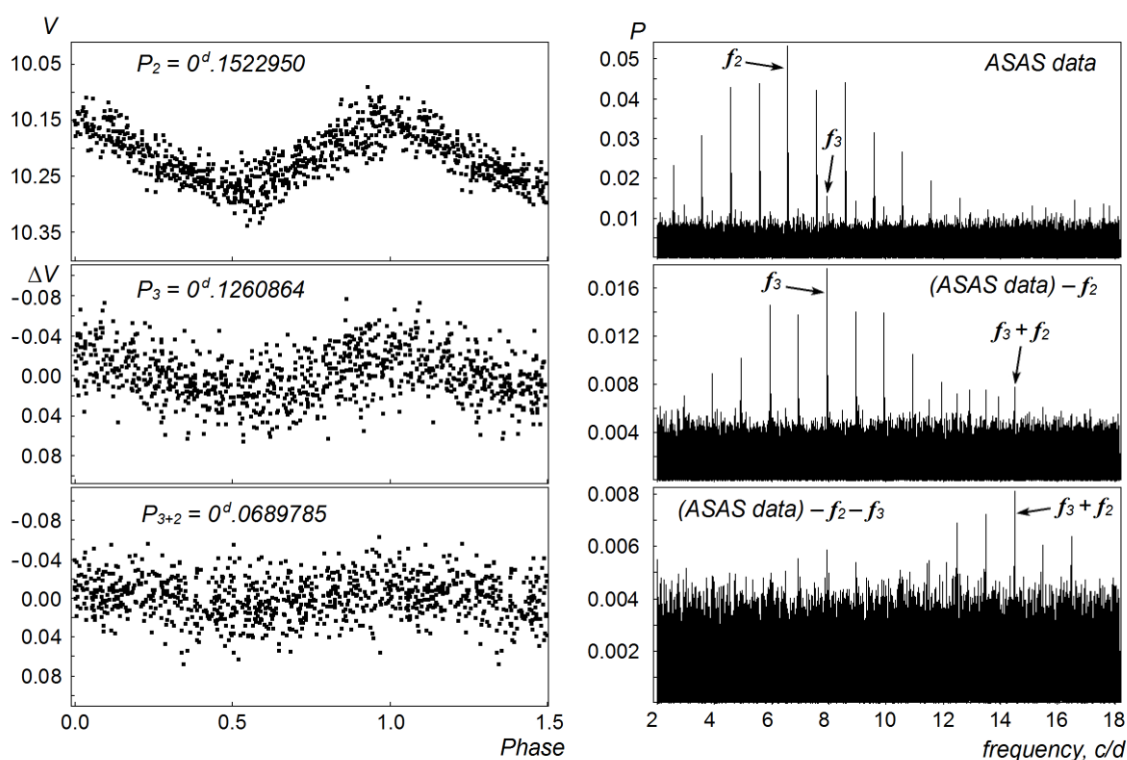 V
P₂ = 0ᵈ.1522950
10.05
10.15
10.25
10.35
ΔV
P₃ = 0ᵈ.1260864
-0.08
-0.04
0.00
0.04
0.08
P₃₊₂ = 0ᵈ.0689785
-0.08
-0.04
0.00
0.04
0.08
0.0 0.5 1.0 1.5
Phase
P
ASAS data
f₂
f₃
0.05
0.04
0.03
0.02
0.01
(ASAS data) – f₂
f₃
f₃ + f₂
0.016
0.012
0.008
0.004
(ASAS data) – f₂ – f₃
f₃ + f₂
0.008
0.006
0.004
0.002
2 4 6 8 10 12 14 16 18
frequency, c/d